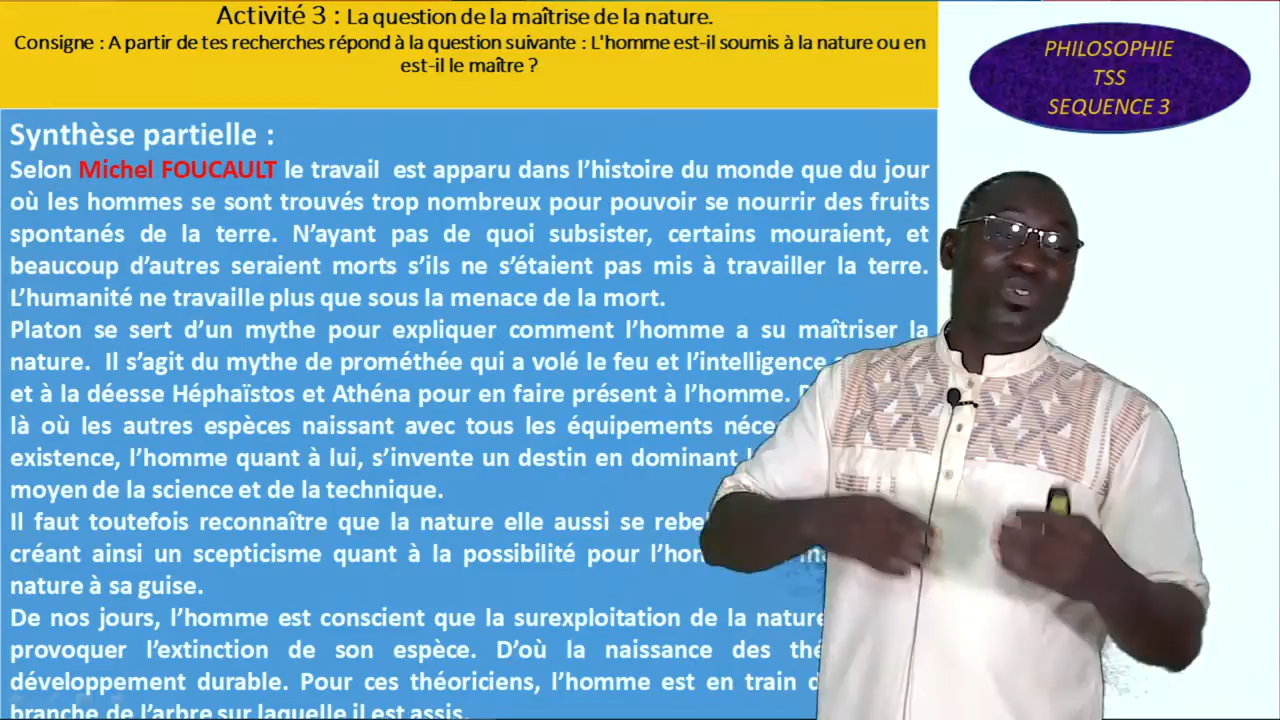 Activité 3 : La question de la maîtrise de la nature.
Consigne : A partir de tes recherches répond à la question suivante : L'homme est-il soumis à la nature ou en
est-il le maître ?
PHILOSOPHIE
TSS
SEQUENCE 3
Synthèse partielle :
Selon Michel FOUCAULT le travail est apparu dans l’histoire du monde que du jour
où les hommes se sont trouvés trop nombreux pour pouvoir se nourrir des fruits
spontanés de la terre. N’ayant pas de quoi subsister, certains mouraient, et
beaucoup d’autres seraient morts s’ils ne s’étaient pas mis à travailler la terre.
L’humanité ne travaille plus que sous la menace de la mort.
Platon se sert d’un mythe pour expliquer comment l’homme a su maîtriser la
nature. Il s’agit du mythe de prométhée qui a volé le feu et l’intelligence
et à la déesse Héphaïstos et Athéna pour en faire présent à l’homme.
là où les autres espèces naissant avec tous les équipements
existence, l’homme quant à lui, s’invente un destin en dominant
moyen de la science et de la technique.
Il faut toutefois reconnaître que la nature elle aussi se
créant ainsi un scepticisme quant à la possibilité pour
nature à sa guise.
De nos jours, l’homme est conscient que la surexploitation de la nature
provoquer l’extinction de son espèce. D’où la naissance des
développement durable. Pour ces théoriciens, l’homme est en train
branche de l’arbre sur laquelle il est assis.